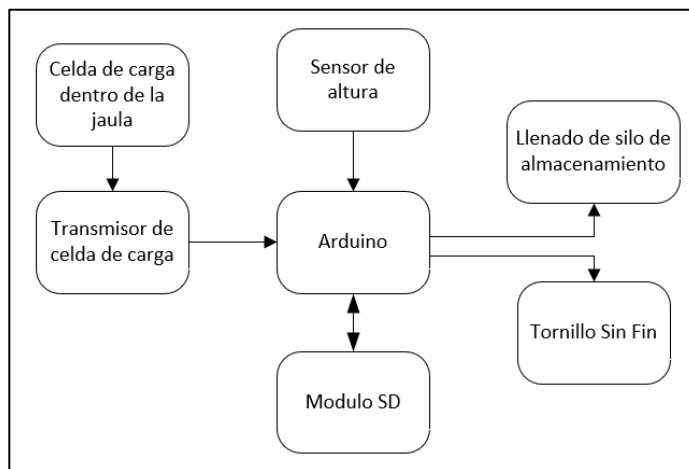 Celda de carga
dentro de la
jaula
Sensor de
altura
Llenado de silo de
almacenamiento
Transmisor de
celda de carga
Arduino
Tornillo Sin Fin
Modulo SD